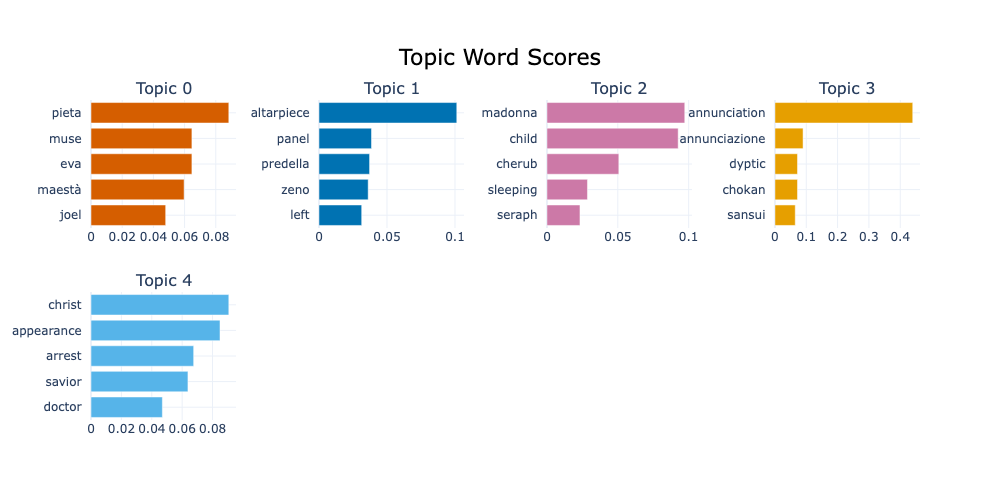 Topic Word Scores
Topic 0
pieta
muse
eva
maestà
joel
0 0.02 0.04 0.06 0.08
Topic 1
altarpiece
panel
predella
zeno
left
0 0.05 0.1
Topic 2
madonna
child
cherub
sleeping
seraph
0 0.05 0.1
Topic 3
annunciation
annunciazione
dyptic
chokan
sansui
0 0.1 0.2 0.3 0.4
Topic 4
christ
appearance
arrest
savior
doctor
0 0.02 0.04 0.06 0.08